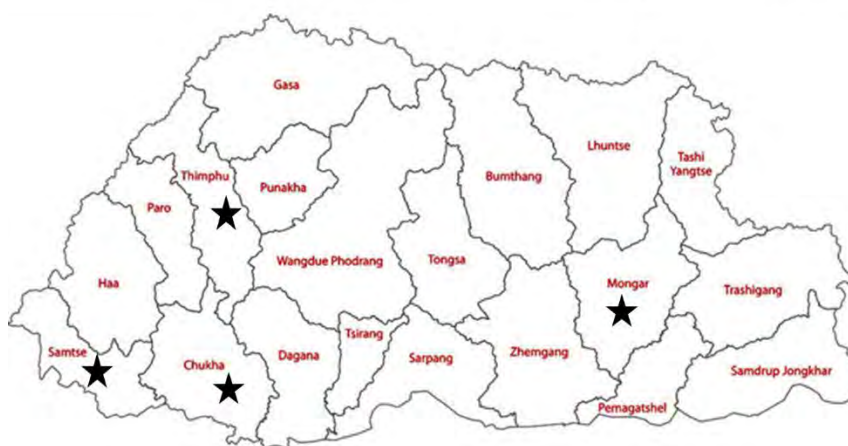 Gasa
Lhuntse
Tashi
Yangtse
Thimphu
Punakha
Bumthang
Paro
Wangdue Phodrang
Tongsa
Haa
Mongar
Trashigang
Tsirang
Samtse
Chukha
Dagana
Sarpang
Zhemgang
Samdrup Jongkhar
Pemagatshel